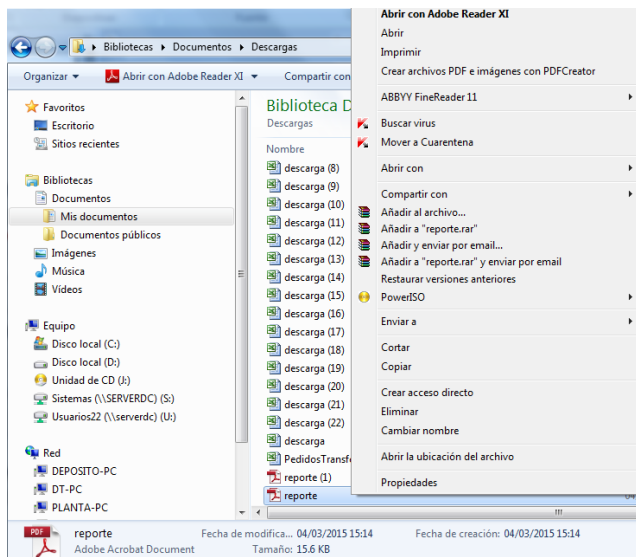 Bibliotecas ▸ Documentos ▸ Descargas
Organizar
Abrir con Adobe Reader XI
Compartir con
Favoritos
Escritorio
Sitios recientes
Bibliotecas
Documentos
Mis documentos
Documentos públicos
Imágenes
Música
Vídeos
Equipo
Disco local (C:)
Disco local (D:)
Unidad de CD (J:)
Sistemas (\\SERVERDC) (S:)
Usuarios22 (\\serverdc) (U:)
Red
DEPOSITO-PC
DT-PC
PLANTA-PC
Biblioteca D
Descargas
Nombre
descarga (8)
descarga (9)
descarga (10)
descarga (11)
descarga (12)
descarga (13)
descarga (14)
descarga (15)
descarga (16)
descarga (17)
descarga (18)
descarga (19)
descarga (20)
descarga (21)
descarga (22)
descarga
PedidosTransf
reporte (1)
reporte
Abrir con Adobe Reader XI
Abrir
Imprimir
Crear archivos PDF e imágenes con PDFCreator
ABBYY FineReader 11
Buscar virus
Mover a Cuarentena
Abrir con
Compartir con
Añadir al archivo...
Añadir a "reporte.rar"
Añadir y enviar por email...
Añadir a "reporte.rar" y enviar por email
Restaurar versiones anteriores
PowerISO
Enviar a
Cortar
Copiar
Crear acceso directo
Eliminar
Cambiar nombre
Abrir la ubicación del archivo
Propiedades
PDF
reporte
Fecha de modifica... 04/03/2015 15:14
Fecha de creación: 04/03/2015 15:14
Adobe Acrobat Document
Tamaño: 15.6 KB